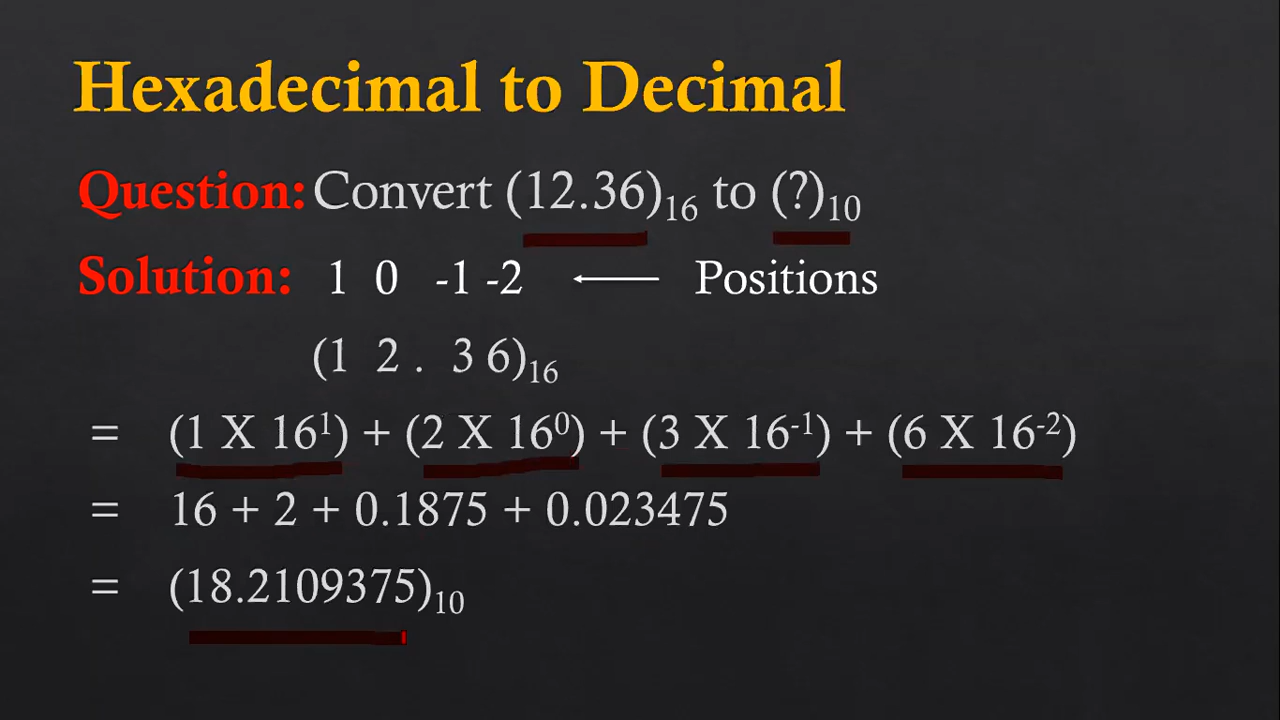 Hexadecimal to Decimal
Question: Convert (12.36)₁₆ to (?)₁₀
Solution: 1 0 -1 -2 ← Positions
(1 2 . 3 6)₁₆
= (1 X 16¹) + (2 X 16⁰) + (3 X 16⁻¹) + (6 X 16⁻²)
= 16 + 2 + 0.1875 + 0.023475
= (18.2109375)₁₀